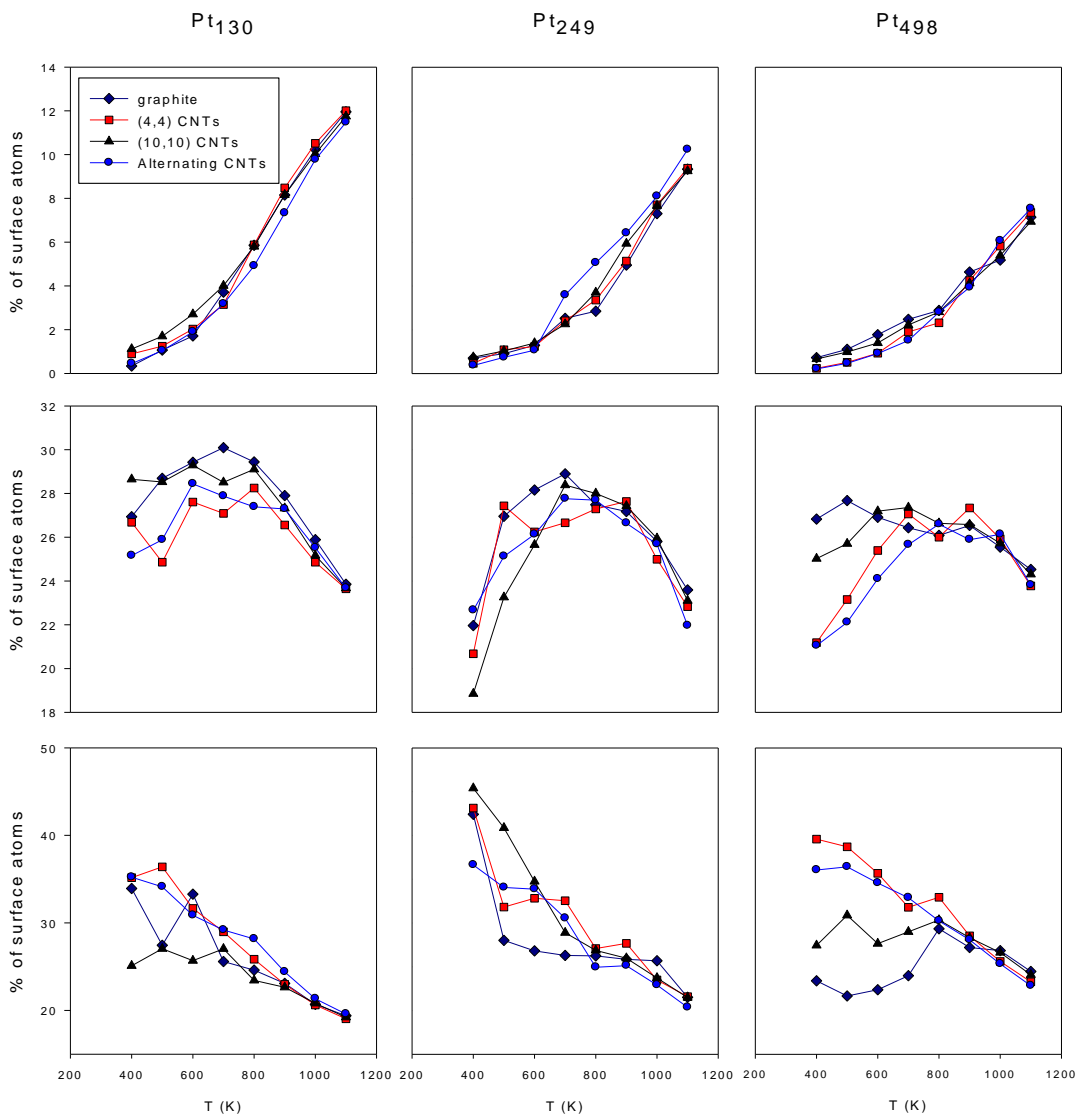 Pt130 Pt249 Pt498
14
12
10
8
6
4
2
0
% of surface atoms
graphite
(4,4) CNTs
(10,10) CNTs
Alternating CNTs
32
30
28
26
24
22
20
18
% of surface atoms
50
40
30
20
% of surface atoms
200 400 600 800 1000 1200 200 400 600 800 1000 1200 200 400 600 800 1000 1200
T (K) T (K) T (K)